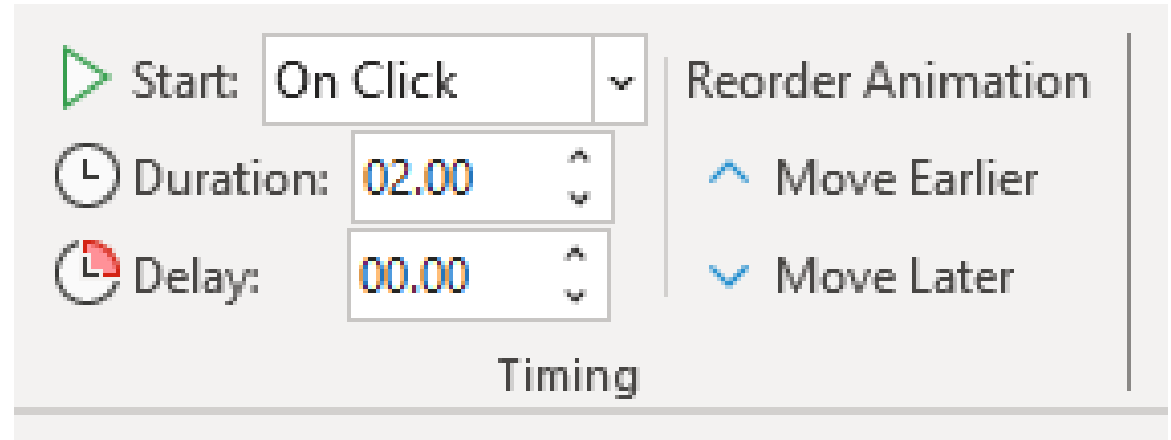 Start: On Click
Duration: 02.00
Delay: 00.00
Reorder Animation
Move Earlier
Move Later
Timing